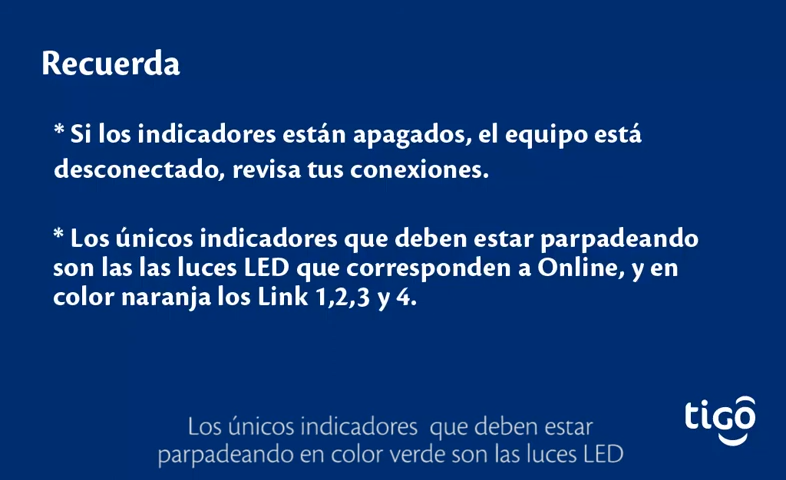 Recuerda
* Si los indicadores están apagados, el equipo está
desconectado, revisa tus conexiones.
* Los únicos indicadores que deben estar parpadeando
son las las luces LED que corresponden a Online, y en
color naranja los Link 1,2,3 y 4.
tigo
Los únicos indicadores que deben estar
parpadeando en color verde son las luces LED